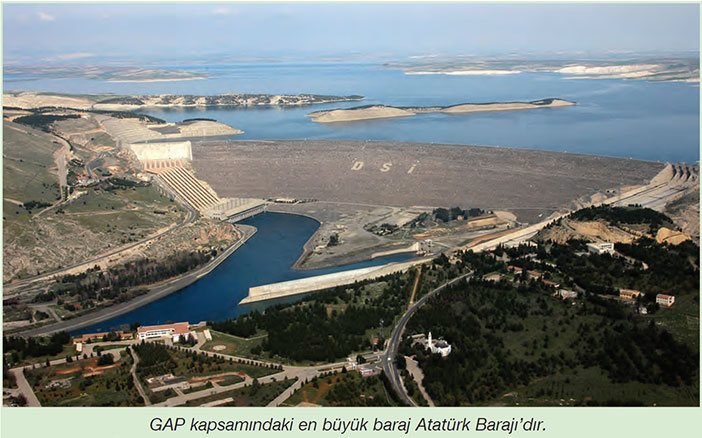 DSİ
GAP kapsamındaki en büyük baraj Atatürk Barajı’dır.